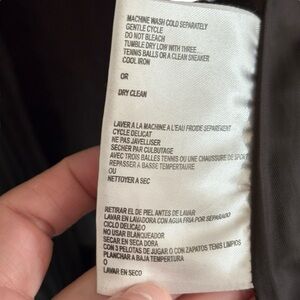 MACHINE WASH COLD SEPARATELY
GENTLE CYCLE
DO NOT BLEACH
TUMBLE DRY LOW WITH THREE
TENNIS BALLS OR A CLEAN SNEAKER
COOL IRON
OR
DRY CLEAN
LAVER A LA MACHINE A L'EAU FROIDE SEPAREMENT
CYCLE DELICAT
NE PAS JAVELLISER
SECHER PAR CULBUTAGE
AVEC TROIS BALLES TENNIS OU UNE CHAUSSURE DE SPORT
REPASSER A BASSE TEMPERTAURE
OU
NETTOYER A SEC
RETIRAR EL DE PIEL ANTES DE LAVAR
LAVAR EN LAVADORA CON AGUA FRIA POR SEPARADO
CICLO DELICADO
NO USAR BLANQUEADOR
SECAR EN SECA DORA
CON 3 PELOTAS DE JUGAR O CON ZAPATOS TENIS LIMPIOS
PLANCHAR A BAJA TEMPERTURA
O
LAVAR EN SECO